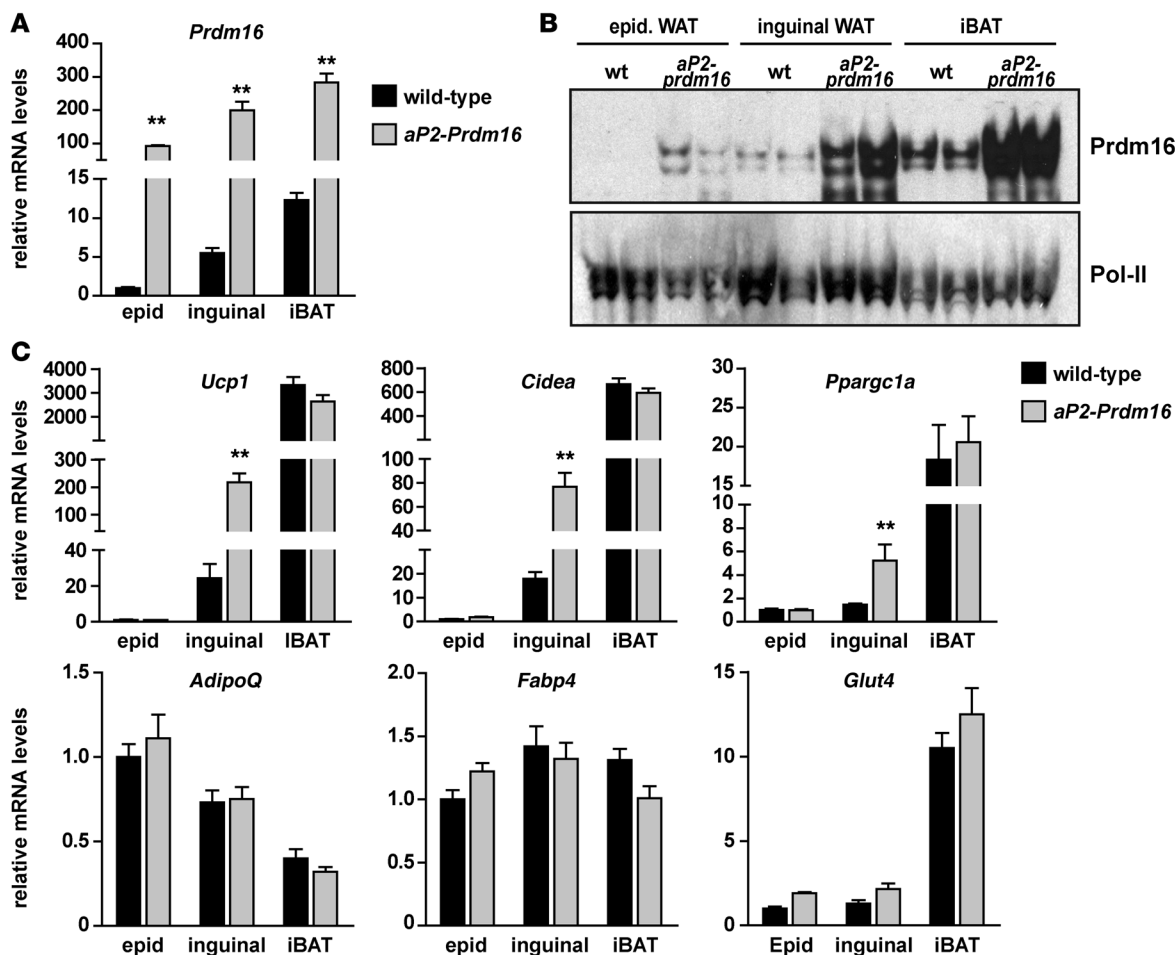 A
Prdm16
relative mRNA levels
400
300
200
100
15
10
5
0
**
**
**
epid inguinal iBAT
wild-type
aP2-Prdm16
B
epid. WAT inguinal WAT iBAT
wt aP2-prdm16 wt aP2-prdm16 wt aP2-prdm16
Prdm16
Pol-II
C
relative mRNA levels
Ucp1
4000
3000
2000
400
300
200
100
40
20
0
**
epid inguinal IBAT
Cidea
800
600
400
100
80
60
40
20
10
0
**
epid inguinal iBAT
Ppargc1a
30
25
20
15
8
6
4
2
0
**
epid inguinal iBAT
wild-type
aP2-Prdm16
relative mRNA levels
AdipoQ
1.5
1.0
0.5
0
epid inguinal iBAT
Fabp4
2.0
1.5
1.0
0.5
0
epid inguinal iBAT
Glut4
15
10
5
0
Epid inguinal iBAT